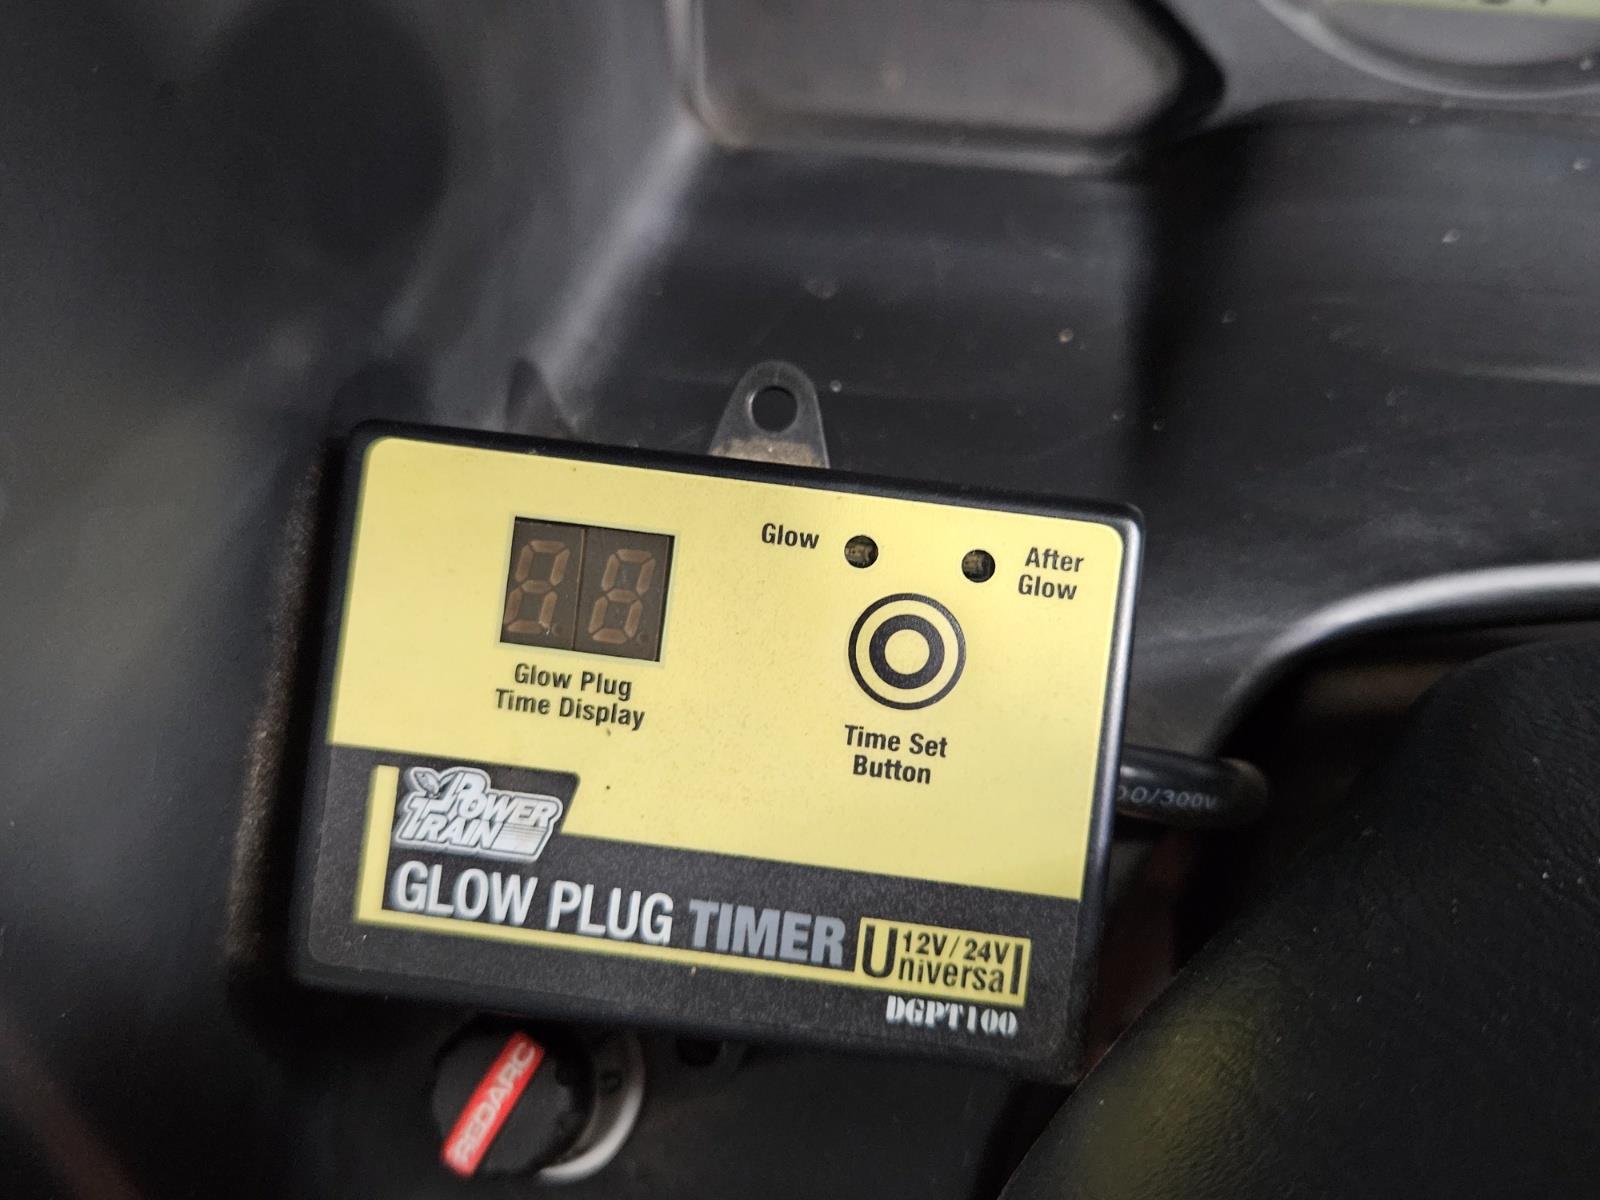 Glow
After
Glow
Glow Plug
Time Display
Time Set
Button
POWER
TRAIN
GLOW PLUG TIMER
12V/24V
Universal
DGPT100
/300V
REDARC